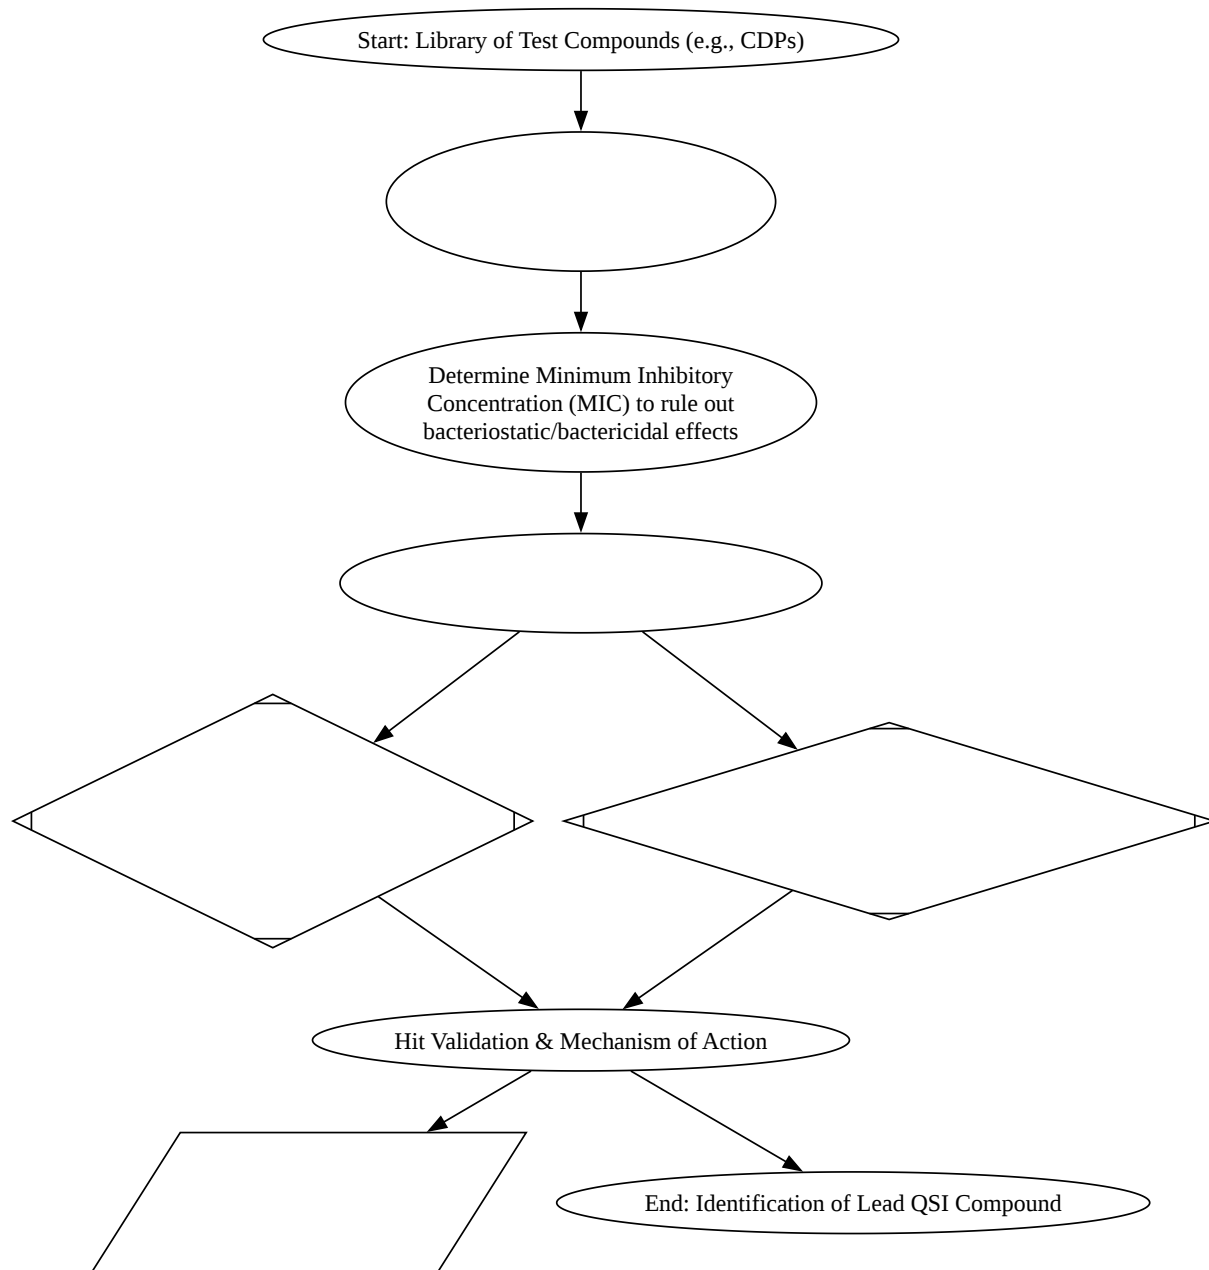 Start: Library of Test Compounds (e.g., CDPs)
Determine Minimum Inhibitory
Concentration (MIC) to rule out
bacteriostatic/bactericidal effects
Hit Validation & Mechanism of Action
End: Identification of Lead QSI Compound